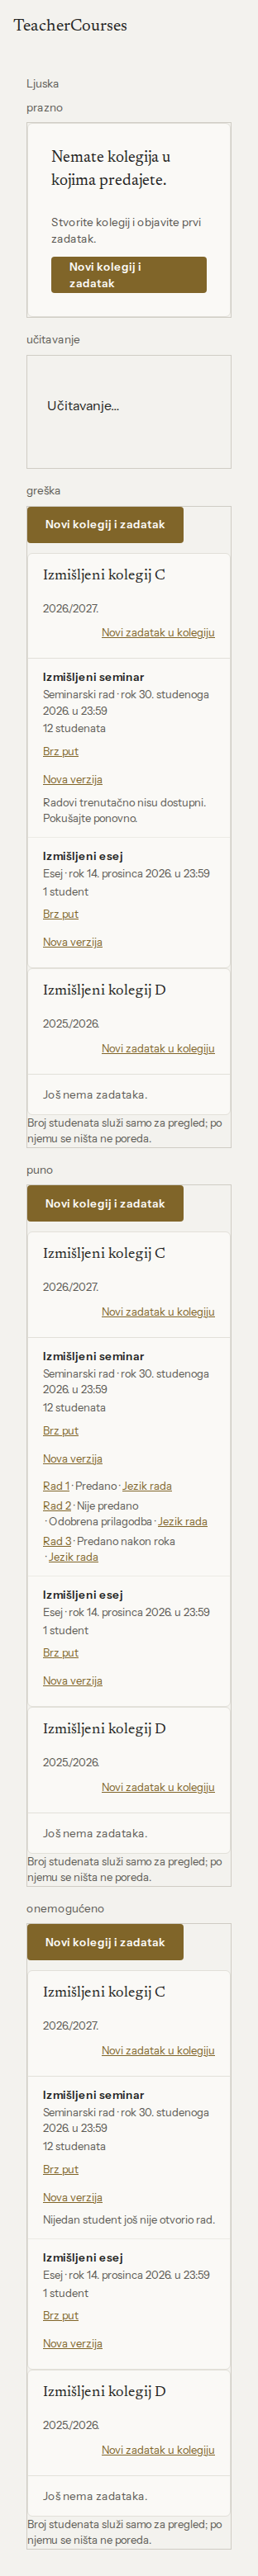 TeacherCourses
Ljuska
prazno
Nemate kolegija u
kojima predajete.
Stvorite kolegij i objavite prvi
zadatak.
Novi kolegij i
zadatak
učitavanje
Učitavanje…
greška
Novi kolegij i zadatak
Izmišljeni kolegij C
2026./2027.
Novi zadatak u kolegiju
Izmišljeni seminar
Seminarski rad · rok 30. studenoga
2026. u 23:59
12 studenata
Brz put
Nova verzija
Radovi trenutačno nisu dostupni.
Pokušajte ponovno.
Izmišljeni esej
Esej · rok 14. prosinca 2026. u 23:59
1 student
Brz put
Nova verzija
Izmišljeni kolegij D
2025./2026.
Novi zadatak u kolegiju
Još nema zadataka.
Broj studenata služi samo za pregled; po
njemu se ništa ne poreda.
puno
Novi kolegij i zadatak
Izmišljeni kolegij C
2026./2027.
Novi zadatak u kolegiju
Izmišljeni seminar
Seminarski rad · rok 30. studenoga
2026. u 23:59
12 studenata
Brz put
Nova verzija
Rad 1 · Predano · Jezik rada
Rad 2 · Nije predano
· Odobrena prilagodba · Jezik rada
Rad 3 · Predano nakon roka
· Jezik rada
Izmišljeni esej
Esej · rok 14. prosinca 2026. u 23:59
1 student
Brz put
Nova verzija
Izmišljeni kolegij D
2025./2026.
Novi zadatak u kolegiju
Još nema zadataka.
Broj studenata služi samo za pregled; po
njemu se ništa ne poreda.
onemogućeno
Novi kolegij i zadatak
Izmišljeni kolegij C
2026./2027.
Novi zadatak u kolegiju
Izmišljeni seminar
Seminarski rad · rok 30. studenoga
2026. u 23:59
12 studenata
Brz put
Nova verzija
Nijedan student još nije otvorio rad.
Izmišljeni esej
Esej · rok 14. prosinca 2026. u 23:59
1 student
Brz put
Nova verzija
Izmišljeni kolegij D
2025./2026.
Novi zadatak u kolegiju
Još nema zadataka.
Broj studenata služi samo za pregled; po
njemu se ništa ne poreda.